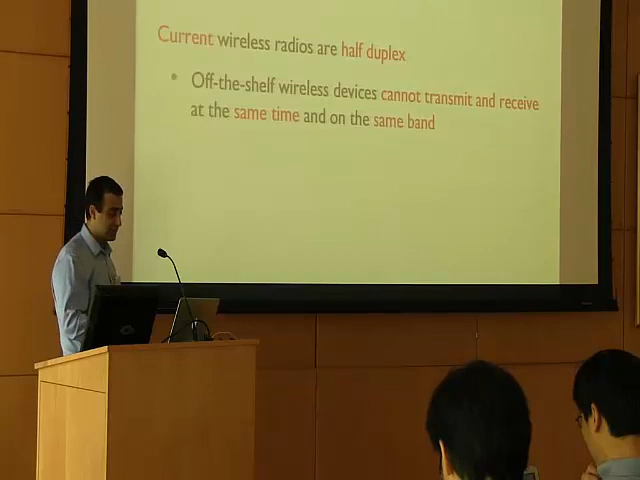 Current wireless radios are half duplex
• Off-the-shelf wireless devices cannot transmit and receive
at the same time and on the same band